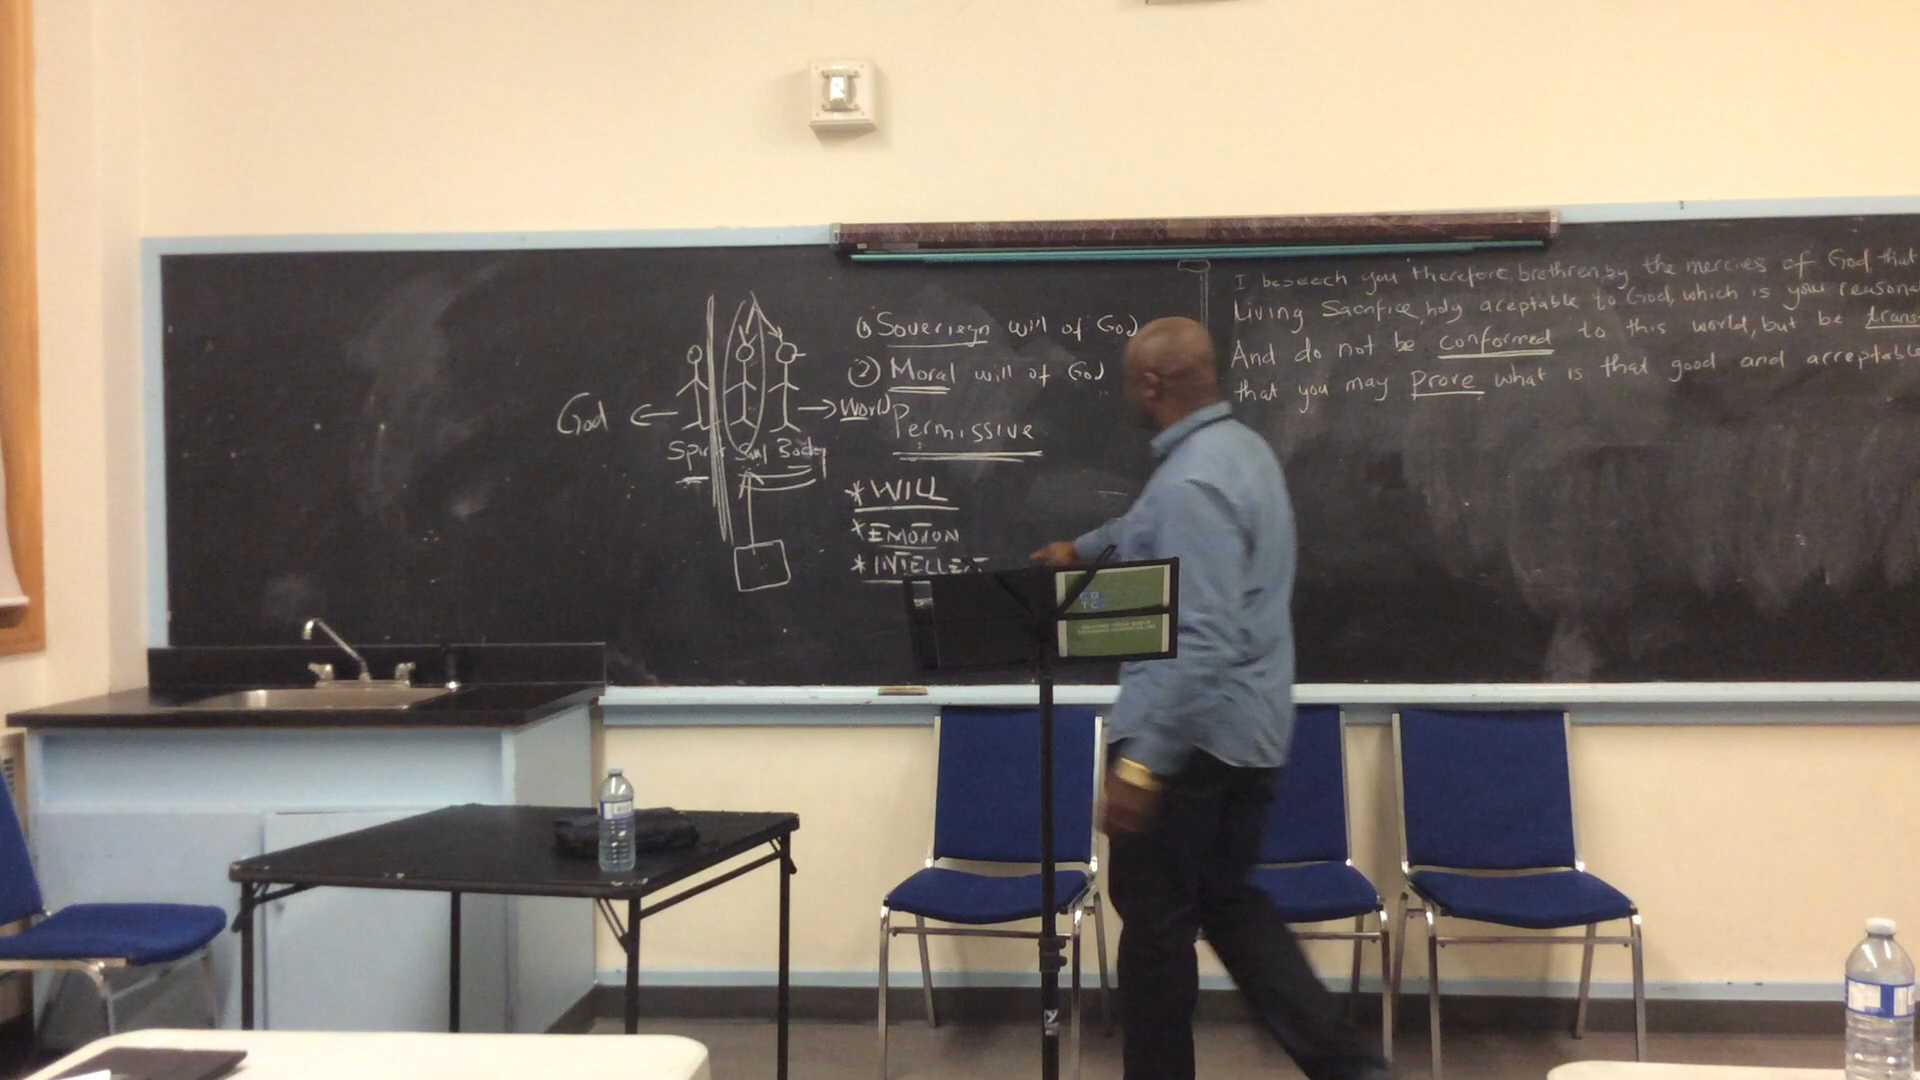 God
World
Spirit Soul Body
① Sovereign will of God
② Moral will of God
Permissive
* WILL
* EMOTION
* INTELLECT
I beseech you therefore, brethren by the mercies of God, that
Living Sacrifice, holy aceptable to God, which is your reasona
And do not be conformed to this world, but be trans-
that you may prove what is that good and acceptable